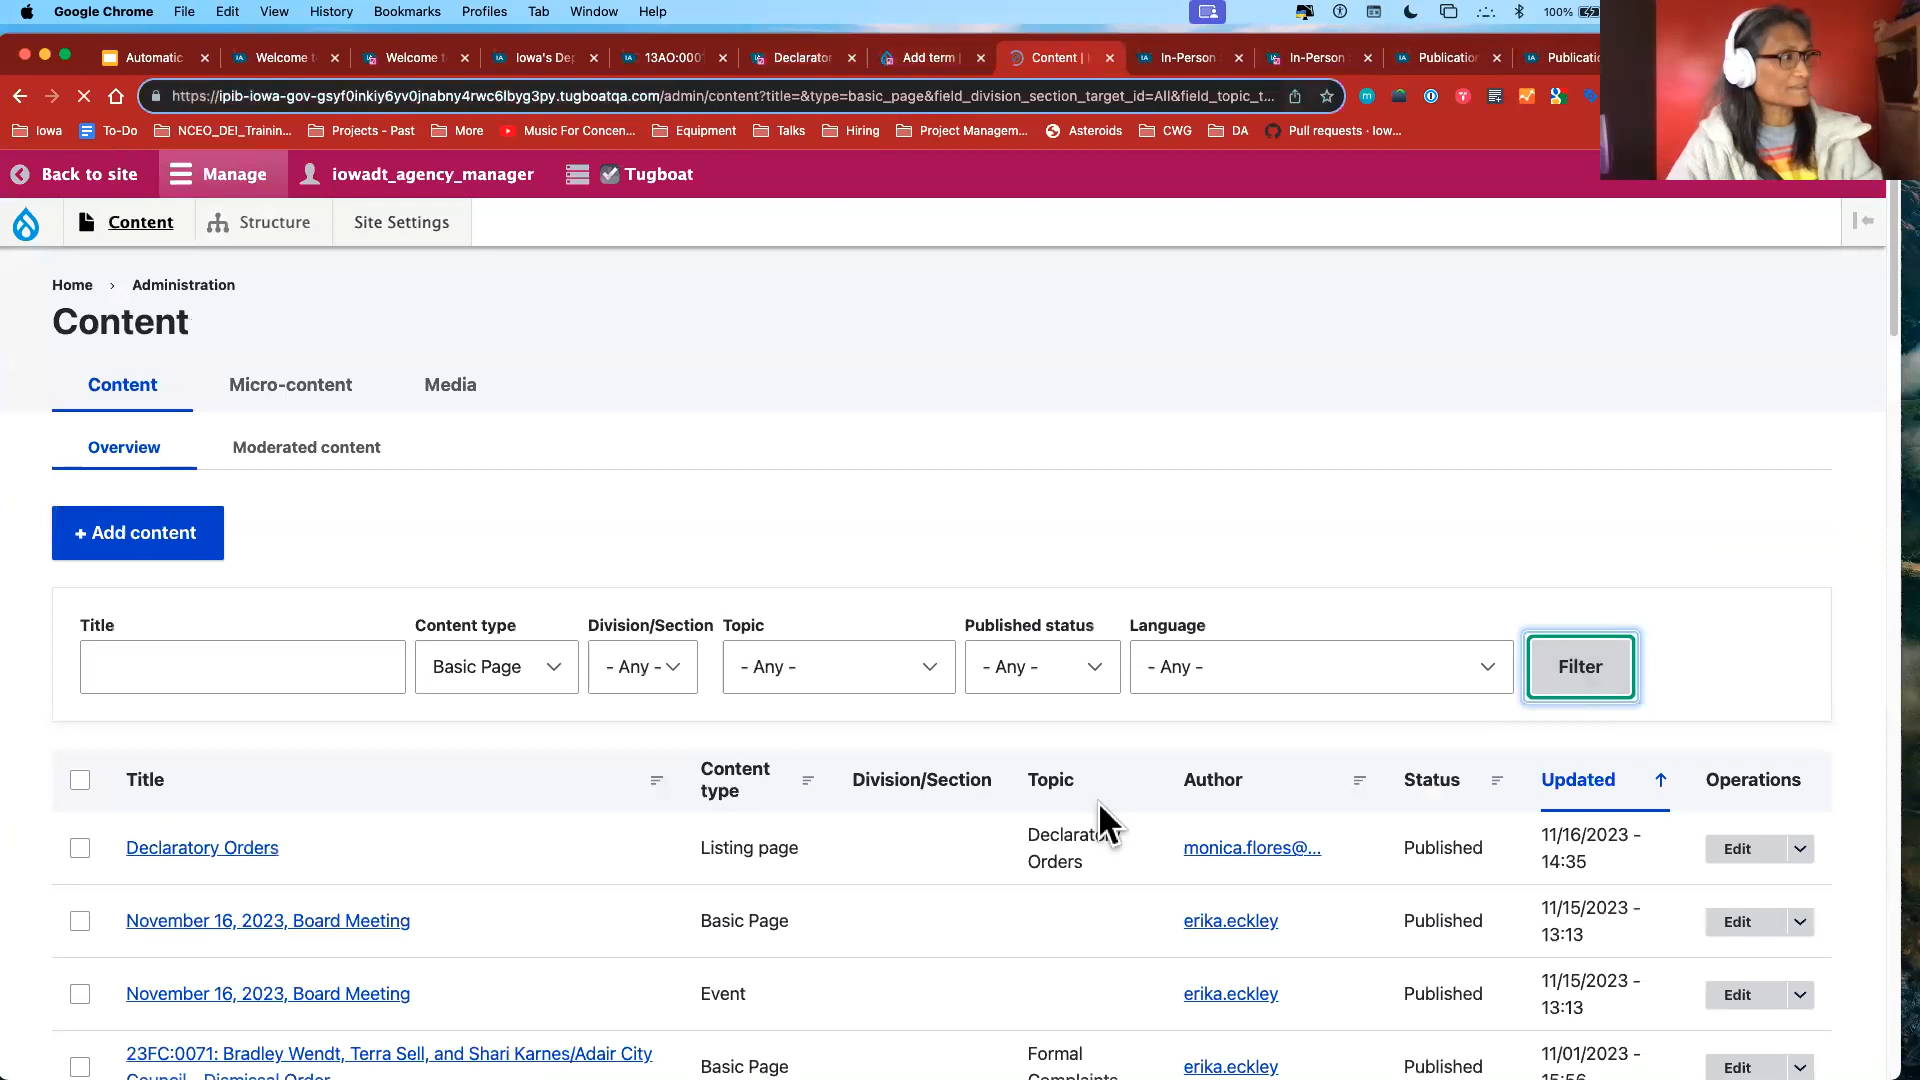 Google Chrome File Edit View History Bookmarks Profiles Tab Window Help 100%
Automatic Welcome t Welcome t Iowa's Dep 13AO:000 Declarator Add term | Content | In-Person In-Person Publication Publicatio
https://ipib-iowa-gov-gsyf0inkiy6yv0jnabny4rwc6lbyg3py.tugboatqa.com/admin/content?title=&type=basic_page&field_division_section_target_id=All&field_topic_t...
Iowa To-Do NCEO_DEI_Trainin... Projects - Past More Music For Concen... Equipment Talks Hiring Project Managem... Asteroids CWG DA Pull requests · Iow...
Back to site Manage iowadt_agency_manager Tugboat
Content Structure Site Settings
Home › Administration
Content
Content Micro-content Media
Overview Moderated content
+ Add content
Title Content type Division/Section Topic Published status Language
Basic Page - Any - - Any - - Any - - Any - Filter
Title Content type Division/Section Topic Author Status Updated Operations
Declaratory Orders Listing page Declarat
Orders monica.flores@... Published 11/16/2023 -
14:35 Edit
November 16, 2023, Board Meeting Basic Page erika.eckley Published 11/15/2023 -
13:13 Edit
November 16, 2023, Board Meeting Event erika.eckley Published 11/15/2023 -
13:13 Edit
23FC:0071: Bradley Wendt, Terra Sell, and Shari Karnes/Adair City
Council - Dismissal Order Basic Page Formal
Complaints erika.eckley Published 11/01/2023 -
15:56 Edit